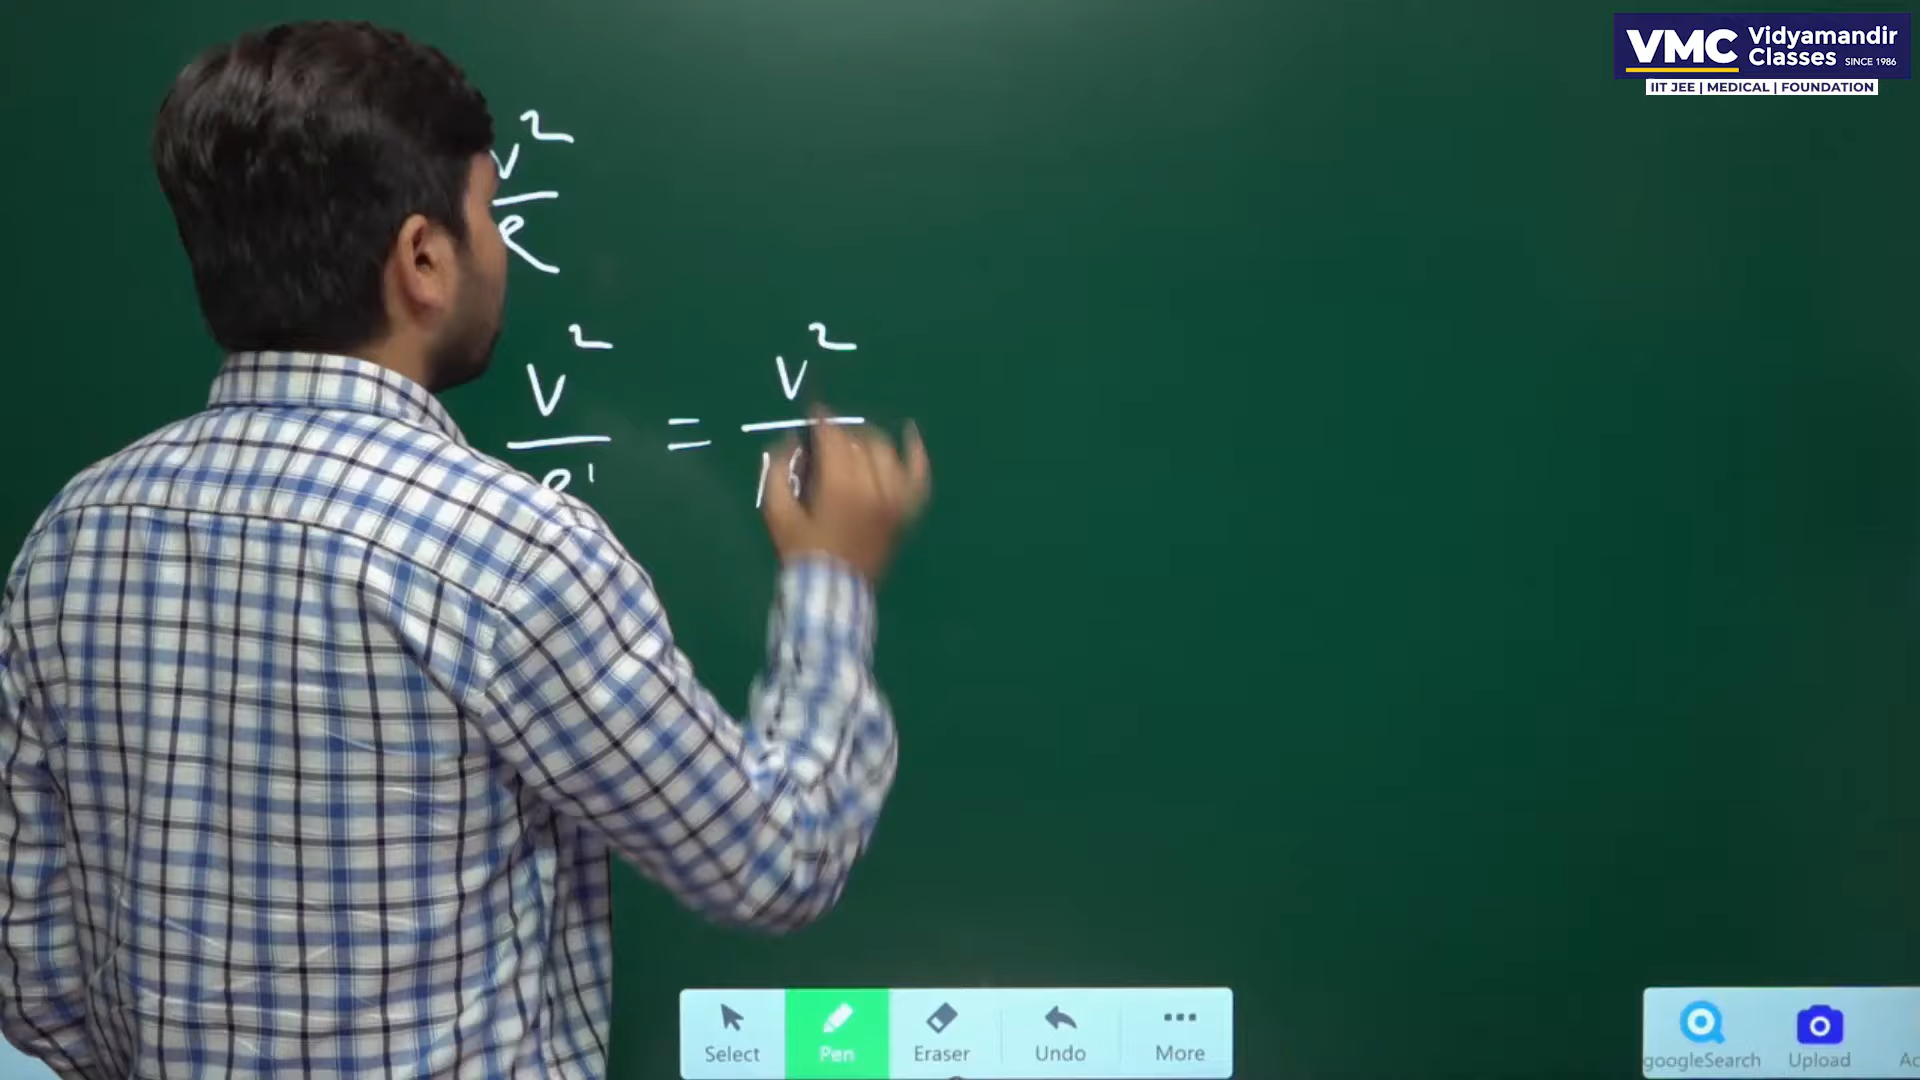 VMC Vidyamandir Classes SINCE 1986
IIT JEE | MEDICAL | FOUNDATION
V²
R
V² = V²
Select Pen Eraser Undo More
googleSearch Upload